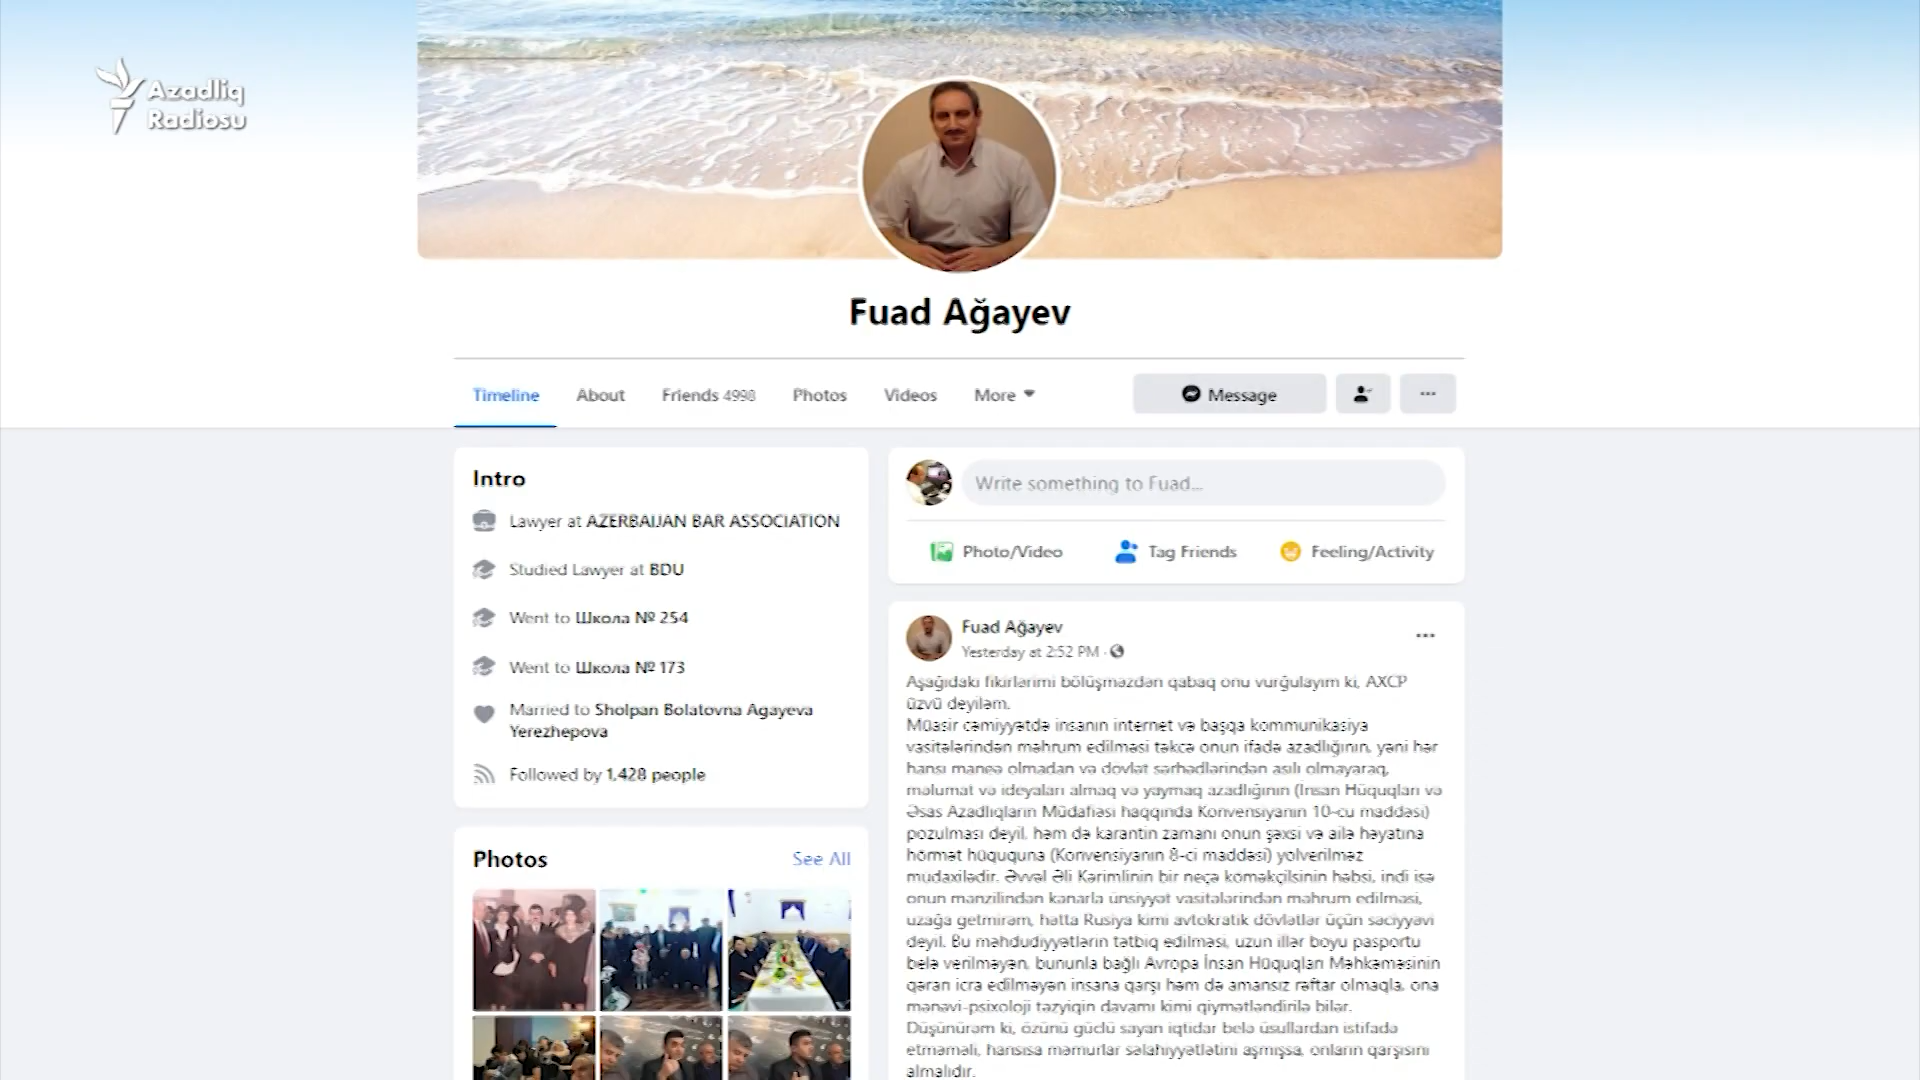 Azadlıq
Radiosu
Fuad Ağayev
Timeline
About
Friends 4998
Photos
Videos
More
Message
Intro
Lawyer at AZERBAIJAN BAR ASSOCIATION
Studied Lawyer at BDU
Went to Школа № 254
Went to Школа № 173
Married to Sholpan Bolatovna Agayeva
Yerezhepova
Followed by 1,428 people
Photos
See All
Write something to Fuad...
Photo/Video
Tag Friends
Feeling/Activity
Fuad Ağayev
Yesterday at 2:52 PM ·
Aşağıdakı fikirlərimi bölüşməzdən qabaq onu vurğulayım ki, AXCP
üzvü deyiləm.
Müasir cəmiyyətdə insanın internet və başqa kommunikasiya
vasitələrindən məhrum edilməsi təkcə onun ifadə azadlığının, yəni hər
hansı maneə olmadan və dövlət sərhədlərindən asılı olmayaraq,
məlumat və ideyaları almaq və yaymaq azadlığının (İnsan Hüquqları və
Əsas Azadlıqların Müdafiəsi haqqında Konvensiyanın 10-cu maddəsi)
pozulması deyil, həm də karantin zamanı onun şəxsi və ailə həyatına
hörmət hüququna (Konvensiyanın 8-ci maddəsi) yolverilməz
mudaxilədir. Əvvəl Əli Kərimlinin bir neçə köməkçilsinin həbsi, indi isə
onun mənzilindən kənarla ünsiyyət vasitələrindən məhrum edilməsi,
uzağa getmirəm, hətta Rusiya kimi avtokratik dövlətlər üçün səciyyəvi
deyil. Bu məhdudiyyətlərin tətbiq edilməsi, uzun illər boyu pasportu
belə verilməyən, bununla bağlı Avropa İnsan Hüquqları Məhkəməsinin
qərarı icra edilməyən insana qarşı həm də amansız rəftar olmaqla, ona
mənəvi-psixoloji təzyiqin davamı kimi qiymətləndirilə bilər.
Düşünürəm ki, özünü güclü sayan iqtidar belə üsullardan istifadə
etməməli, hansısa məmurlar səlahiyyətlətini aşmışsa, onların qarşısını
almalıdır.